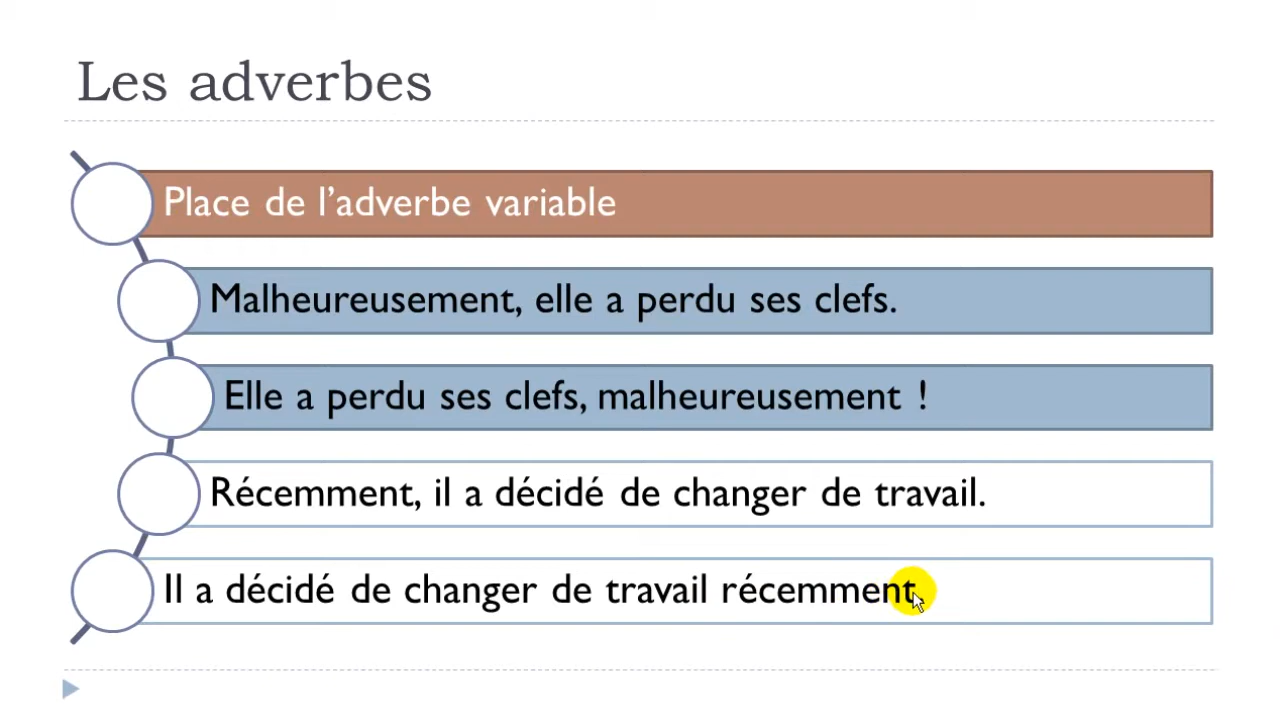 Les adverbes
Place de l’adverbe variable
Malheureusement, elle a perdu ses clefs.
Elle a perdu ses clefs, malheureusement !
Récemment, il a décidé de changer de travail.
Il a décidé de changer de travail récemment.